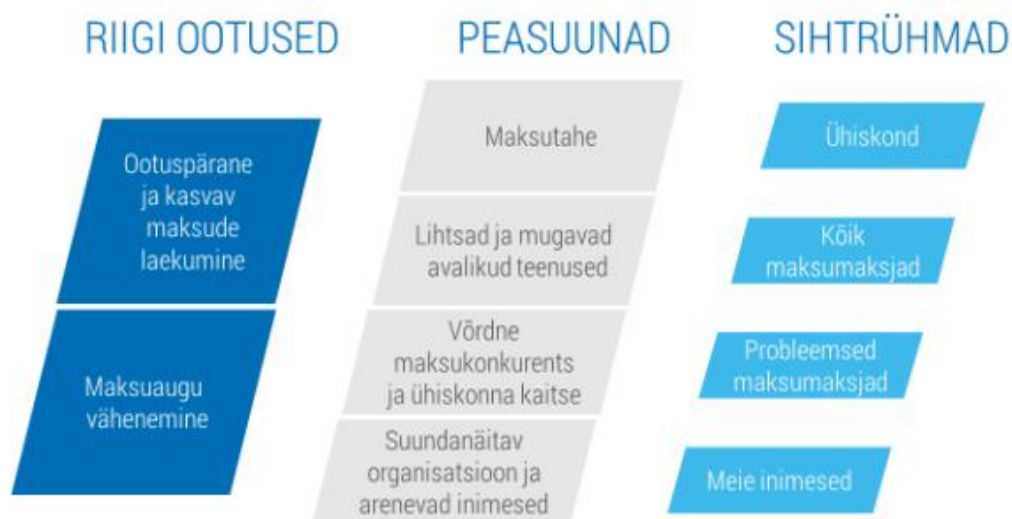 RIIGI OOTUSED
PEASUUNAD
SIHTRÜHMAD
Ootuspärane
ja kasvav
maksude
laekumine
Maksuaugu
vähenemine
Maksutahe
Lihtsad ja mugavad
avalikud teenused
Võrdne
maksukonkurents
ja ühiskonna kaitse
Suundanäitav
organisatsioon ja
arenevad inimesed
Ühiskond
Kõik
maksumaksjad
Probleemsed
maksumaksjad
Meie inimesed